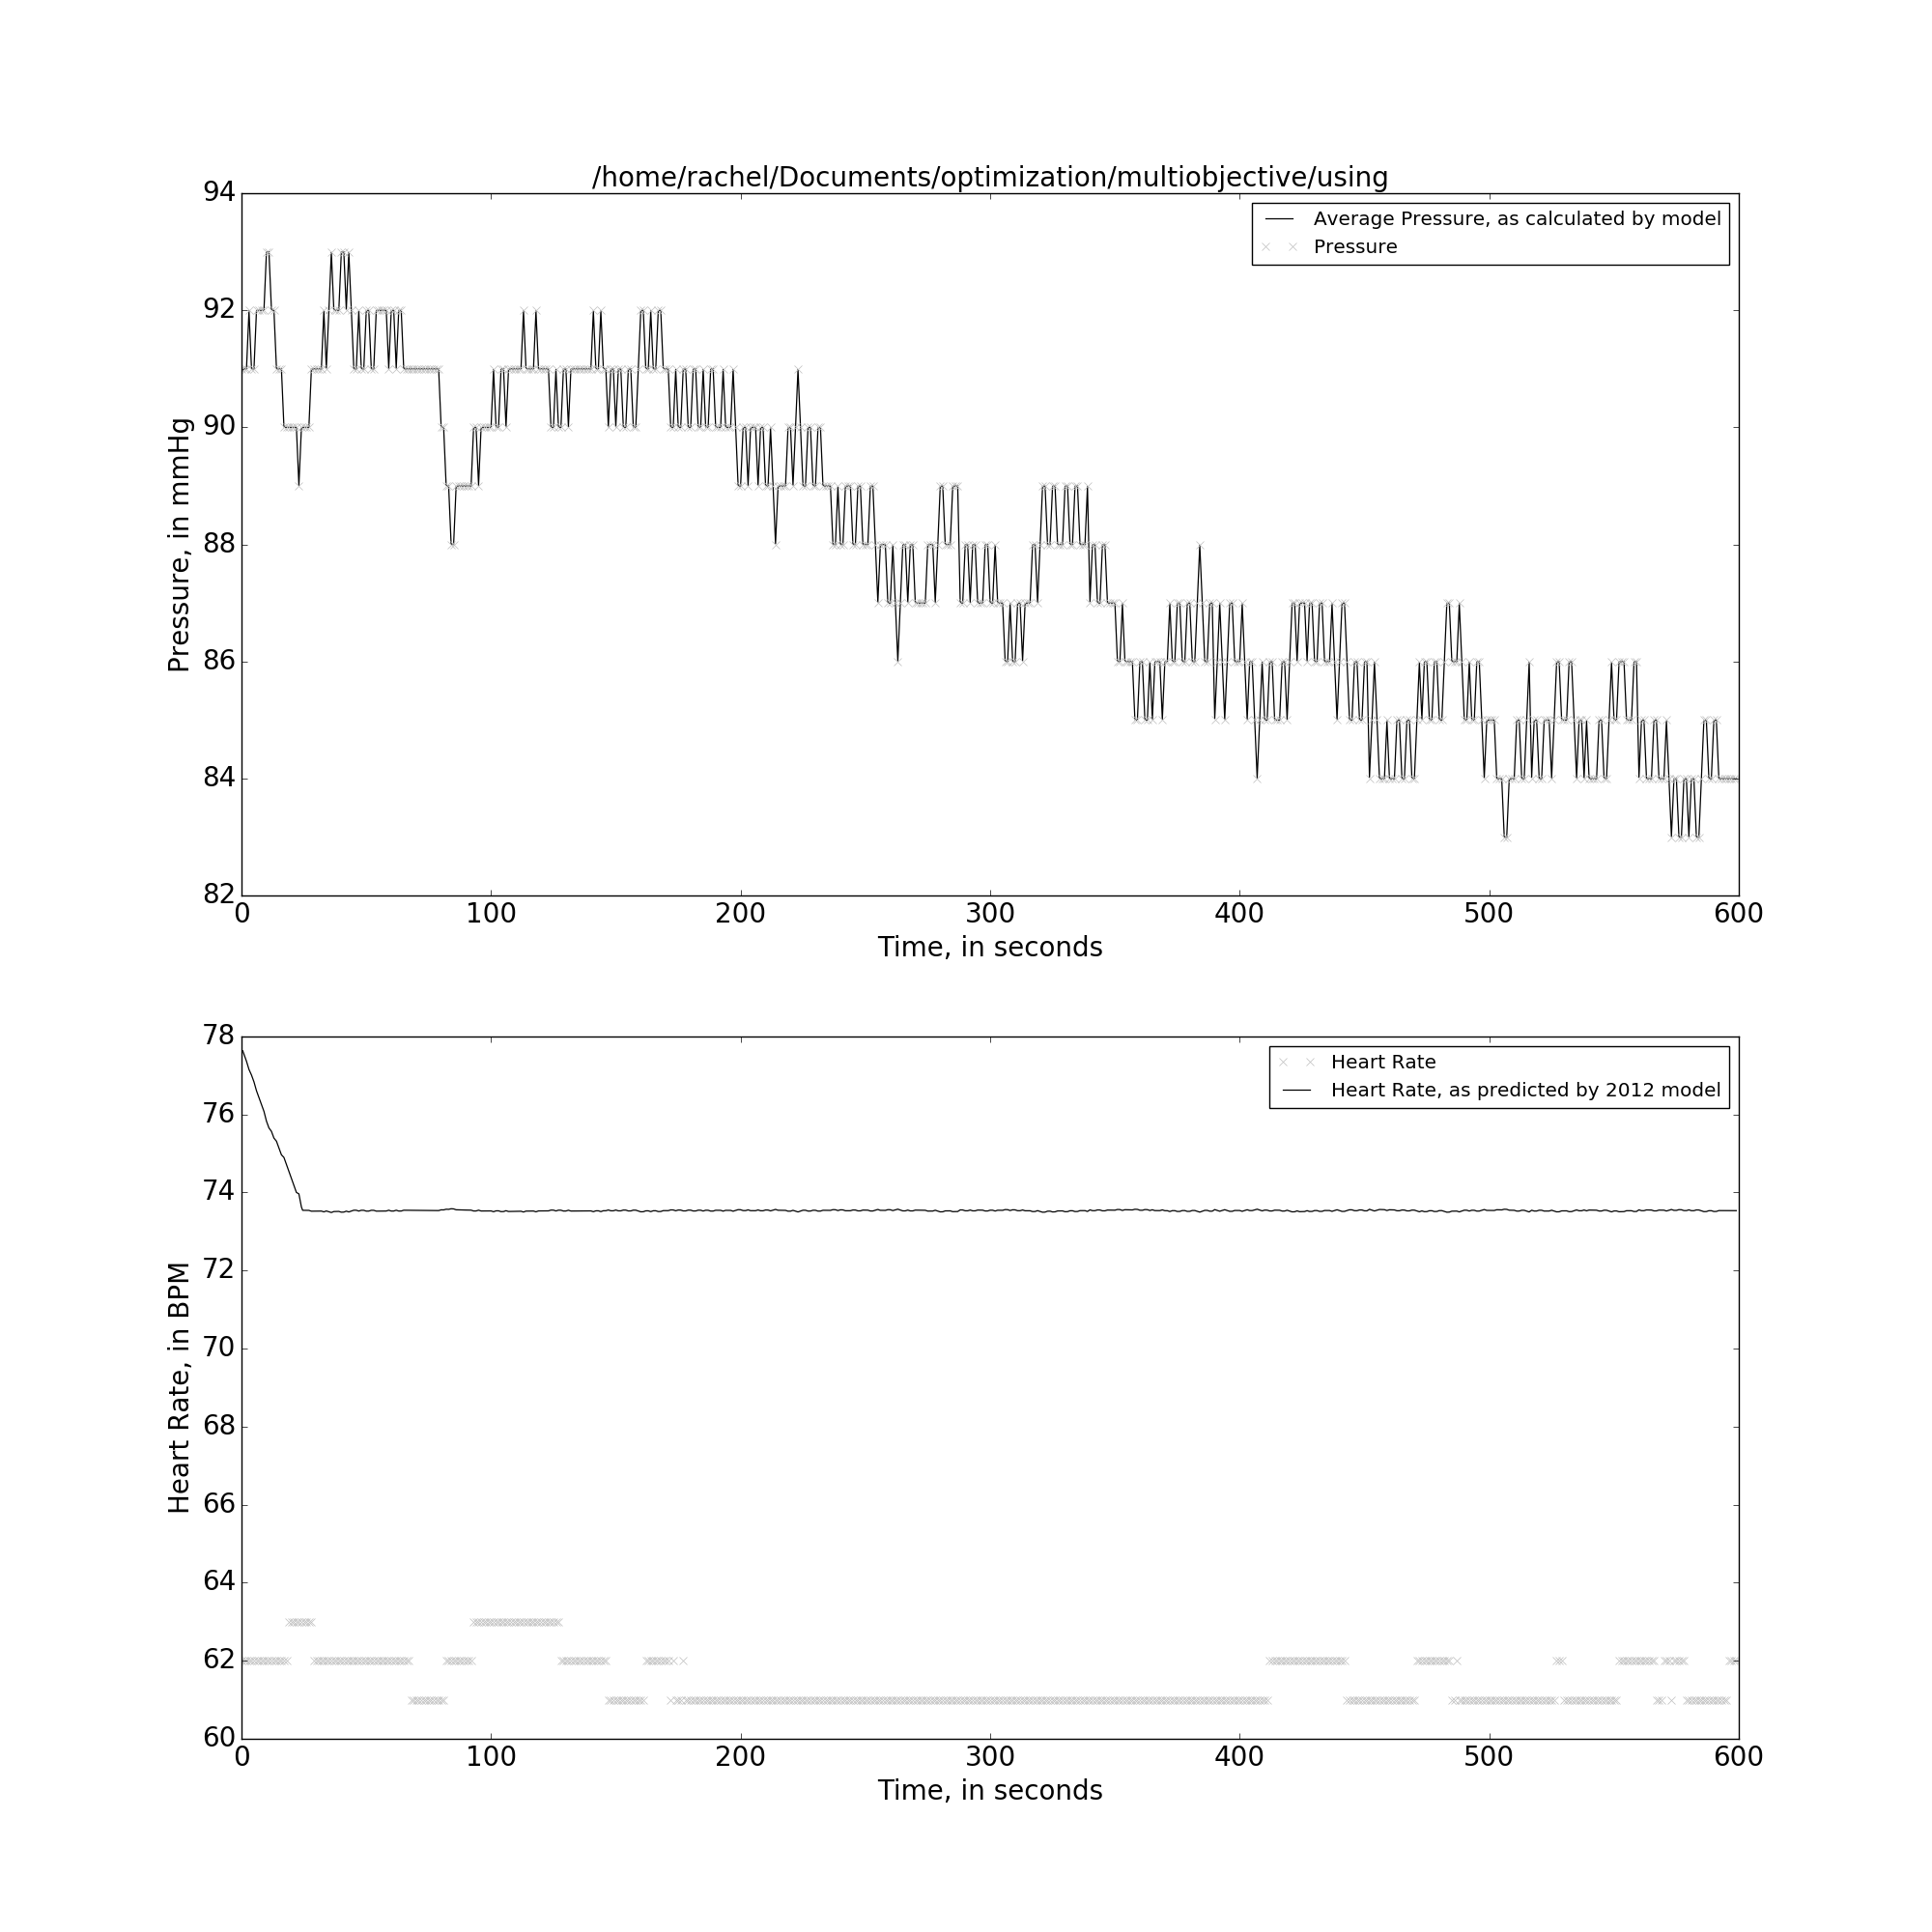 /home/rachel/Documents/optimization/multiobjective/using
94
92
90
88
86
84
82
Pressure, in mmHg
Average Pressure, as calculated by model
Pressure
0 100 200 300 400 500 600
Time, in seconds
78
76
74
72
70
68
66
64
62
60
Heart Rate, in BPM
Heart Rate
Heart Rate, as predicted by 2012 model
0 100 200 300 400 500 600
Time, in seconds